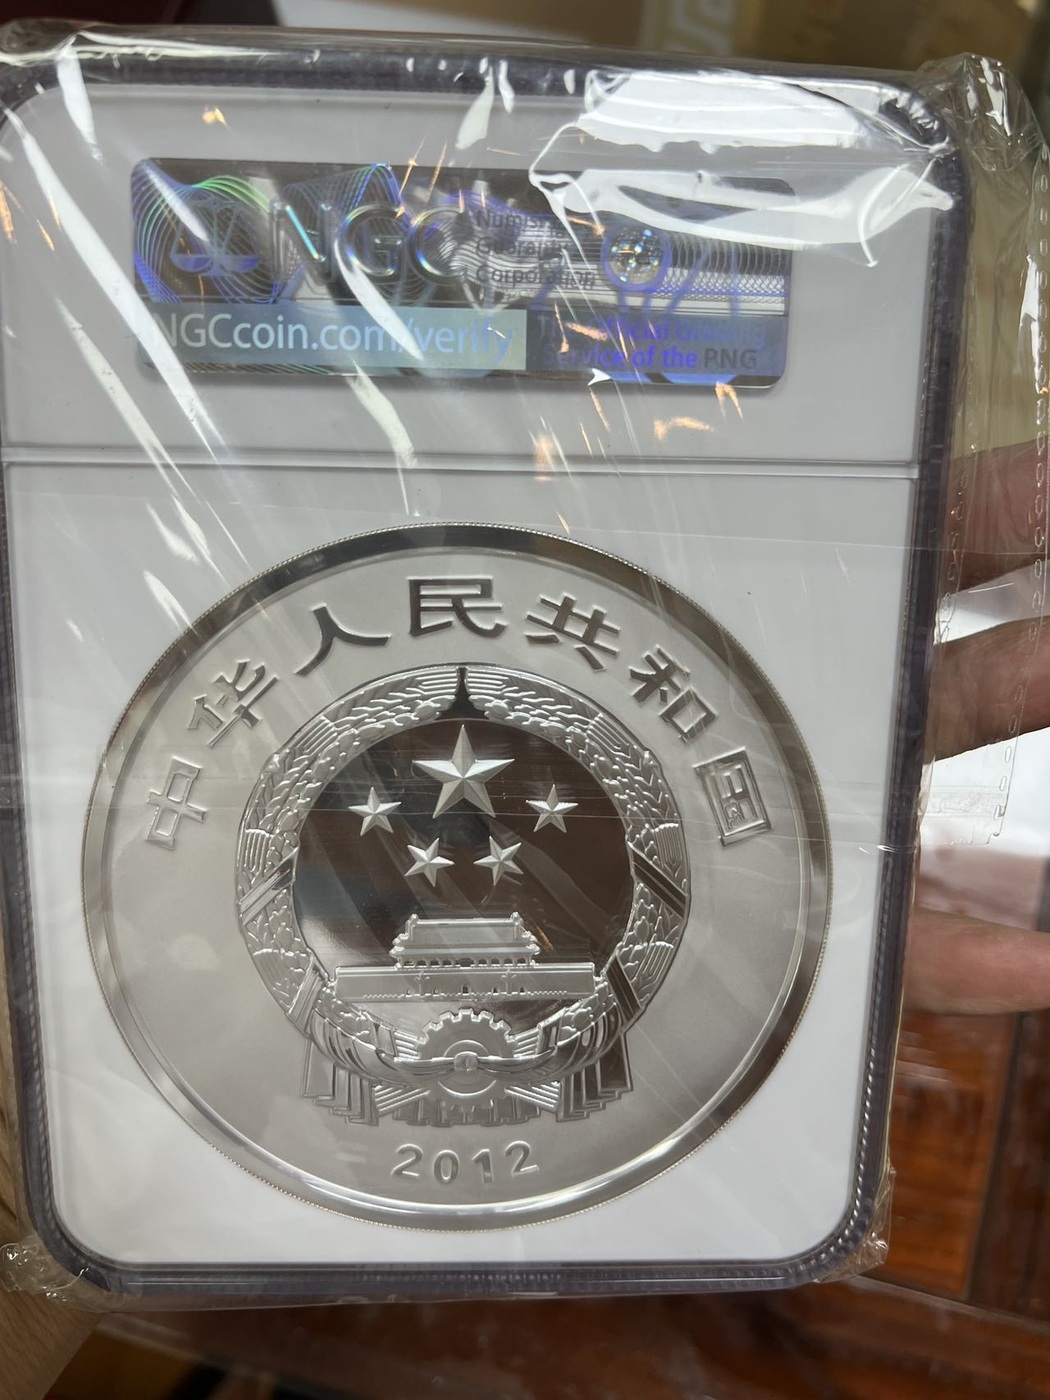 NGC
Numismatic
Guaranty
Corporation
NGCcoin.com/verify
The Official Grading
Service of the PNG
中华人民共和国
2012